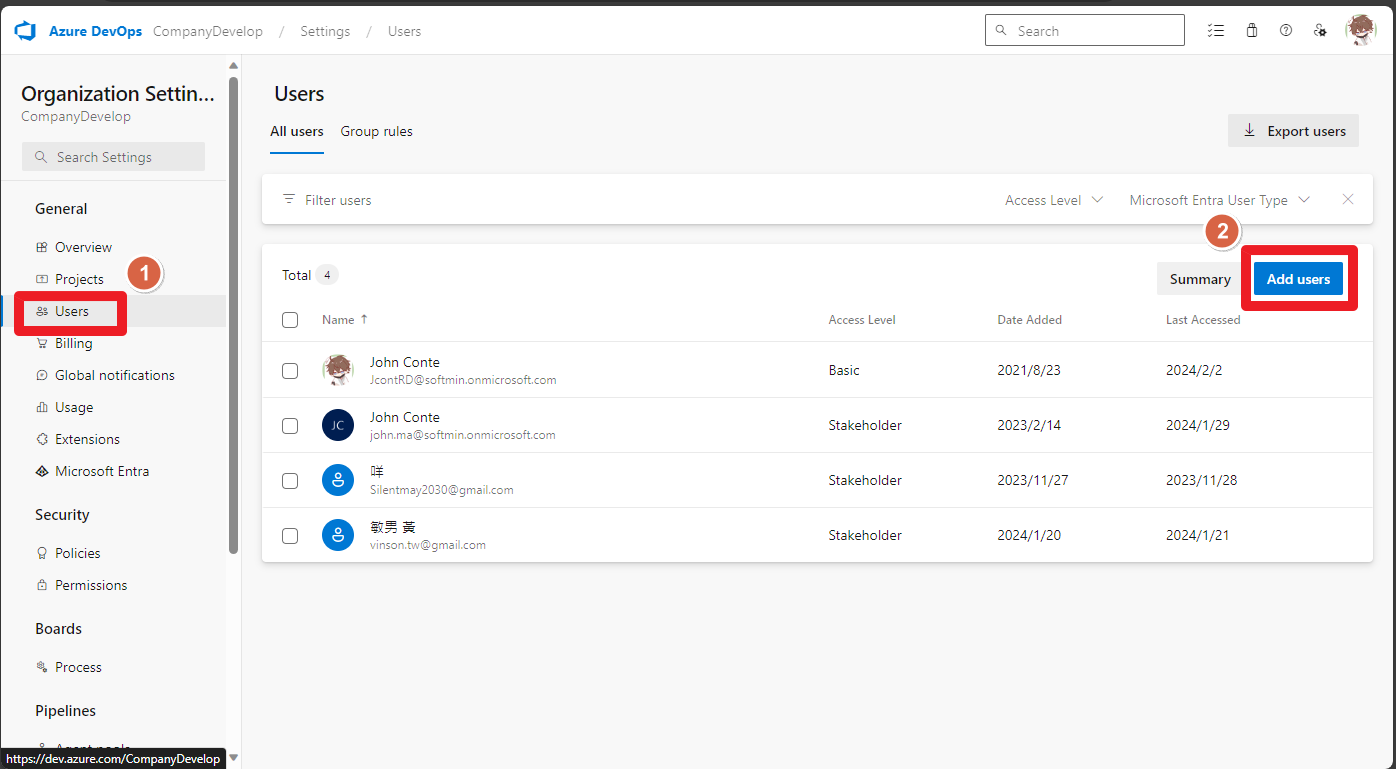 Azure DevOps CompanyDevelop / Settings / Users
Search
Organization Settin...
CompanyDevelop
Search Settings
General
Overview
Projects
1
Users
Billing
Global notifications
Usage
Extensions
Microsoft Entra
Security
Policies
Permissions
Boards
Process
Pipelines
Agent pools
https://dev.azure.com/CompanyDevelop
Users
All users Group rules
Export users
Filter users Access Level Microsoft Entra User Type
2
Total 4 Summary Add users
Name ↑ Access Level Date Added Last Accessed
John Conte
JcontRD@softmin.onmicrosoft.com
Basic 2021/8/23 2024/2/2
JC
John Conte
john.ma@softmin.onmicrosoft.com
Stakeholder 2023/2/14 2024/1/29
咩
Silentmay2030@gmail.com
Stakeholder 2023/11/27 2023/11/28
敏男 黃
vinson.tw@gmail.com
Stakeholder 2024/1/20 2024/1/21